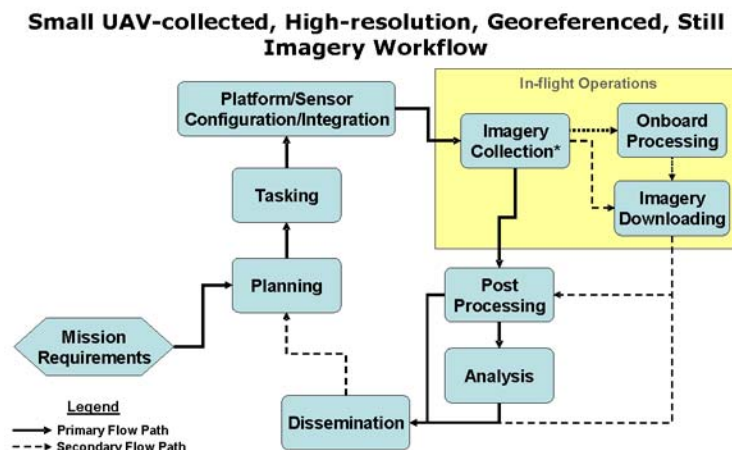 Small UAV-collected, High-resolution, Georeferenced, Still
Imagery Workflow
In-flight Operations
Platform/Sensor
Configuration/Integration
Imagery
Collection*
Onboard
Processing
Tasking
Imagery
Downloading
Planning
Post
Processing
Mission
Requirements
Analysis
Dissemination
Legend
Primary Flow Path
Secondary Flow Path